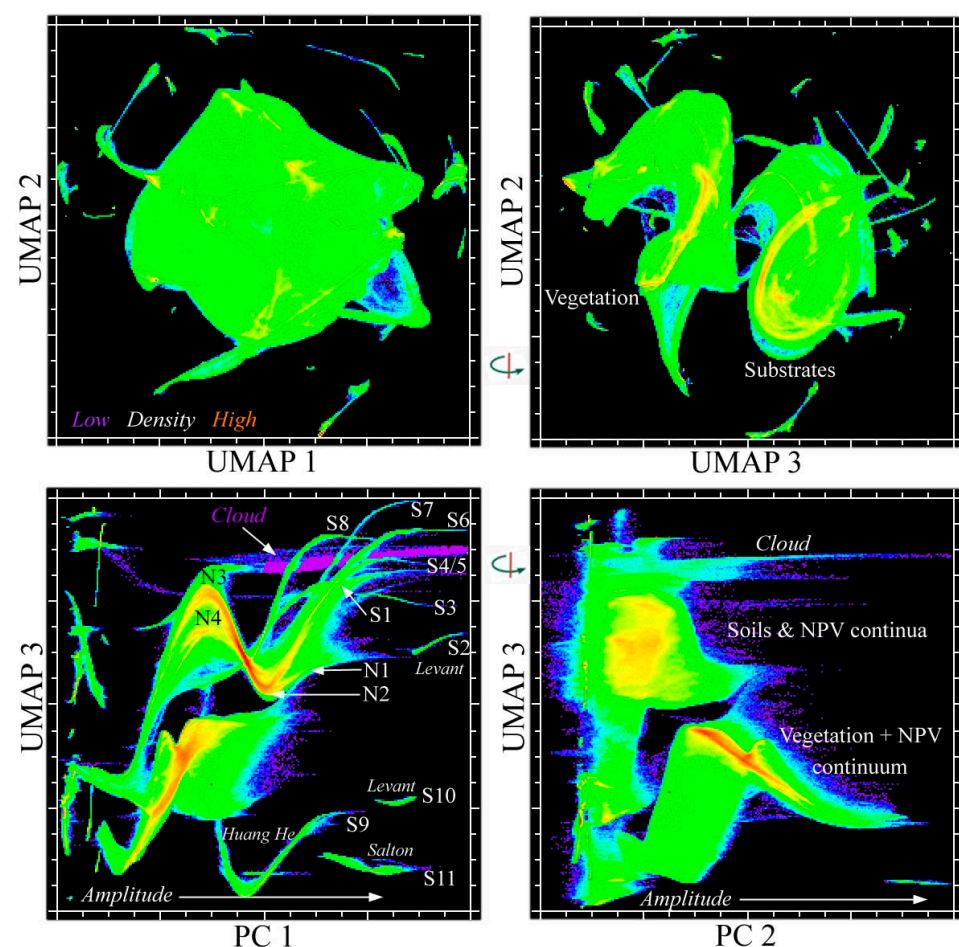 UMAP 2
Low Density High
UMAP 1
UMAP 2
Vegetation
Substrates
UMAP 3
UMAP 3
Cloud
S8
S7
S6
S4/5
N3
N4
S1
S3
S2
Levant
N1
N2
Levant
S10
Huang He
S9
Salton
S11
Amplitude
PC 1
UMAP 3
Cloud
Soils & NPV continua
Vegetation + NPV
continuum
Amplitude
PC 2